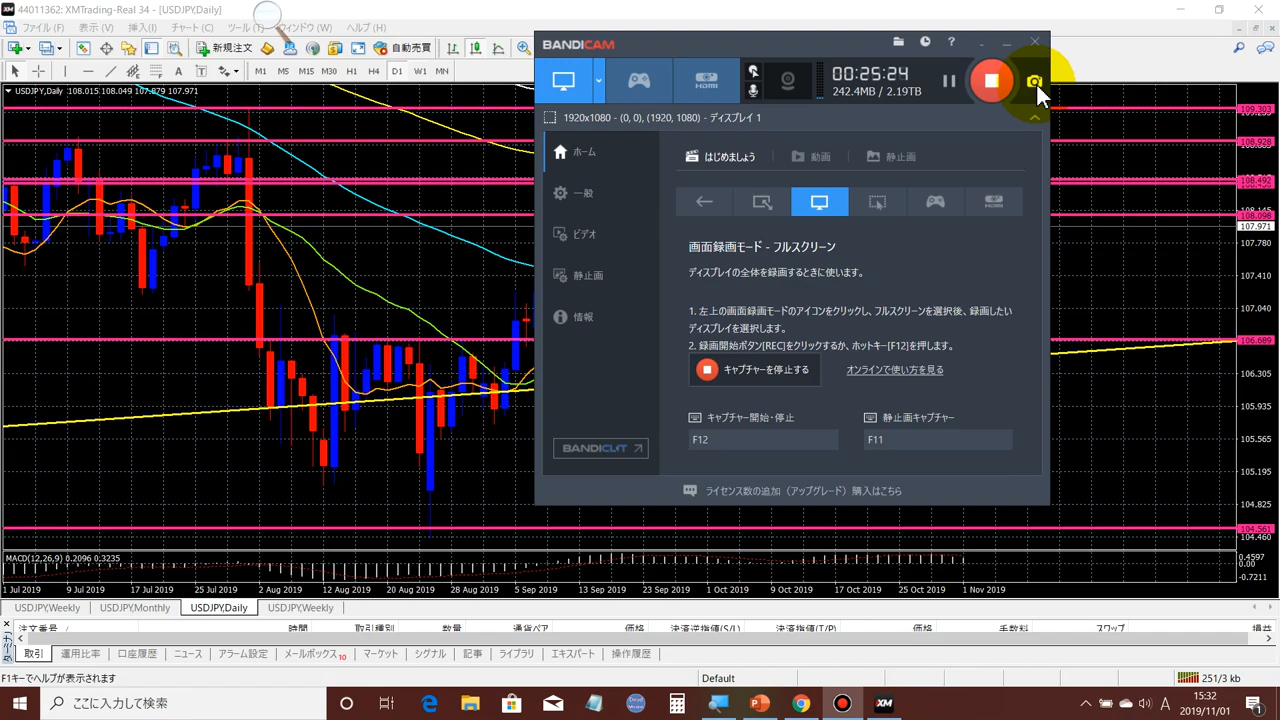 44011362: XMTrading-Real 34 - [USDJPY,Daily]
ファイル (F) 表示 (V) 挿入(I) チャート (C) ツール (T) ウィンドウ (W) ヘルプ (H)
新規注文 自動売買
M1 M5 M15 M30 H1 H4 D1 W1 MN
USDJPY,Daily 108.015 108.049 107.879 107.971
BANDICAM
00:25:24
242.4MB / 2.19TB
1920x1080 - (0, 0), (1920, 1080) - ディスプレイ 1
ホーム
一般
ビデオ
静止画
情報
BANDICUT
はじめましょう 動画 静止画
画面録画モード - フルスクリーン
ディスプレイの全体を録画するときに使います。
1. 左上の画面録画モードのアイコンをクリックし、フルスクリーンを選択後、録画したい
ディスプレイを選択します。
2. 録画開始ボタン[REC]をクリックするか、ホットキー[F12]を押します。
キャプチャーを停止する オンラインで使い方を見る
キャプチャー開始・停止 静止画キャプチャー
F12 F11
ライセンス数の追加（アップグレード）購入はこちら
109.303
108.928
108.492
108.098
107.971
107.780
107.410
107.040
106.689
106.305
105.935
105.565
105.195
104.825
104.561
104.460
MACD(12,26,9) 0.2096 0.3235
0.4597
0.00
-0.7211
1 Jul 2019 9 Jul 2019 17 Jul 2019 25 Jul 2019 2 Aug 2019 12 Aug 2019 20 Aug 2019 28 Aug 2019 5 Sep 2019 13 Sep 2019 23 Sep 2019 1 Oct 2019 9 Oct 2019 17 Oct 2019 25 Oct 2019 1 Nov 2019
USDJPY,Weekly USDJPY,Monthly USDJPY,Daily USDJPY,Weekly
注文番号 時間 取引種別 数量 通貨ペア 価格 決済逆指値(S/L) 決済指値(T/P) 価格 手数料 スワップ 損益
取引 運用比率 口座履歴 ニュース アラーム設定 メールボックス 10 マーケット シグナル 記事 ライブラリ エキスパート 操作履歴
F1キーでヘルプが表示されます Default 251/3 kb
ここに入力して検索
A
15:32
2019/11/01
1